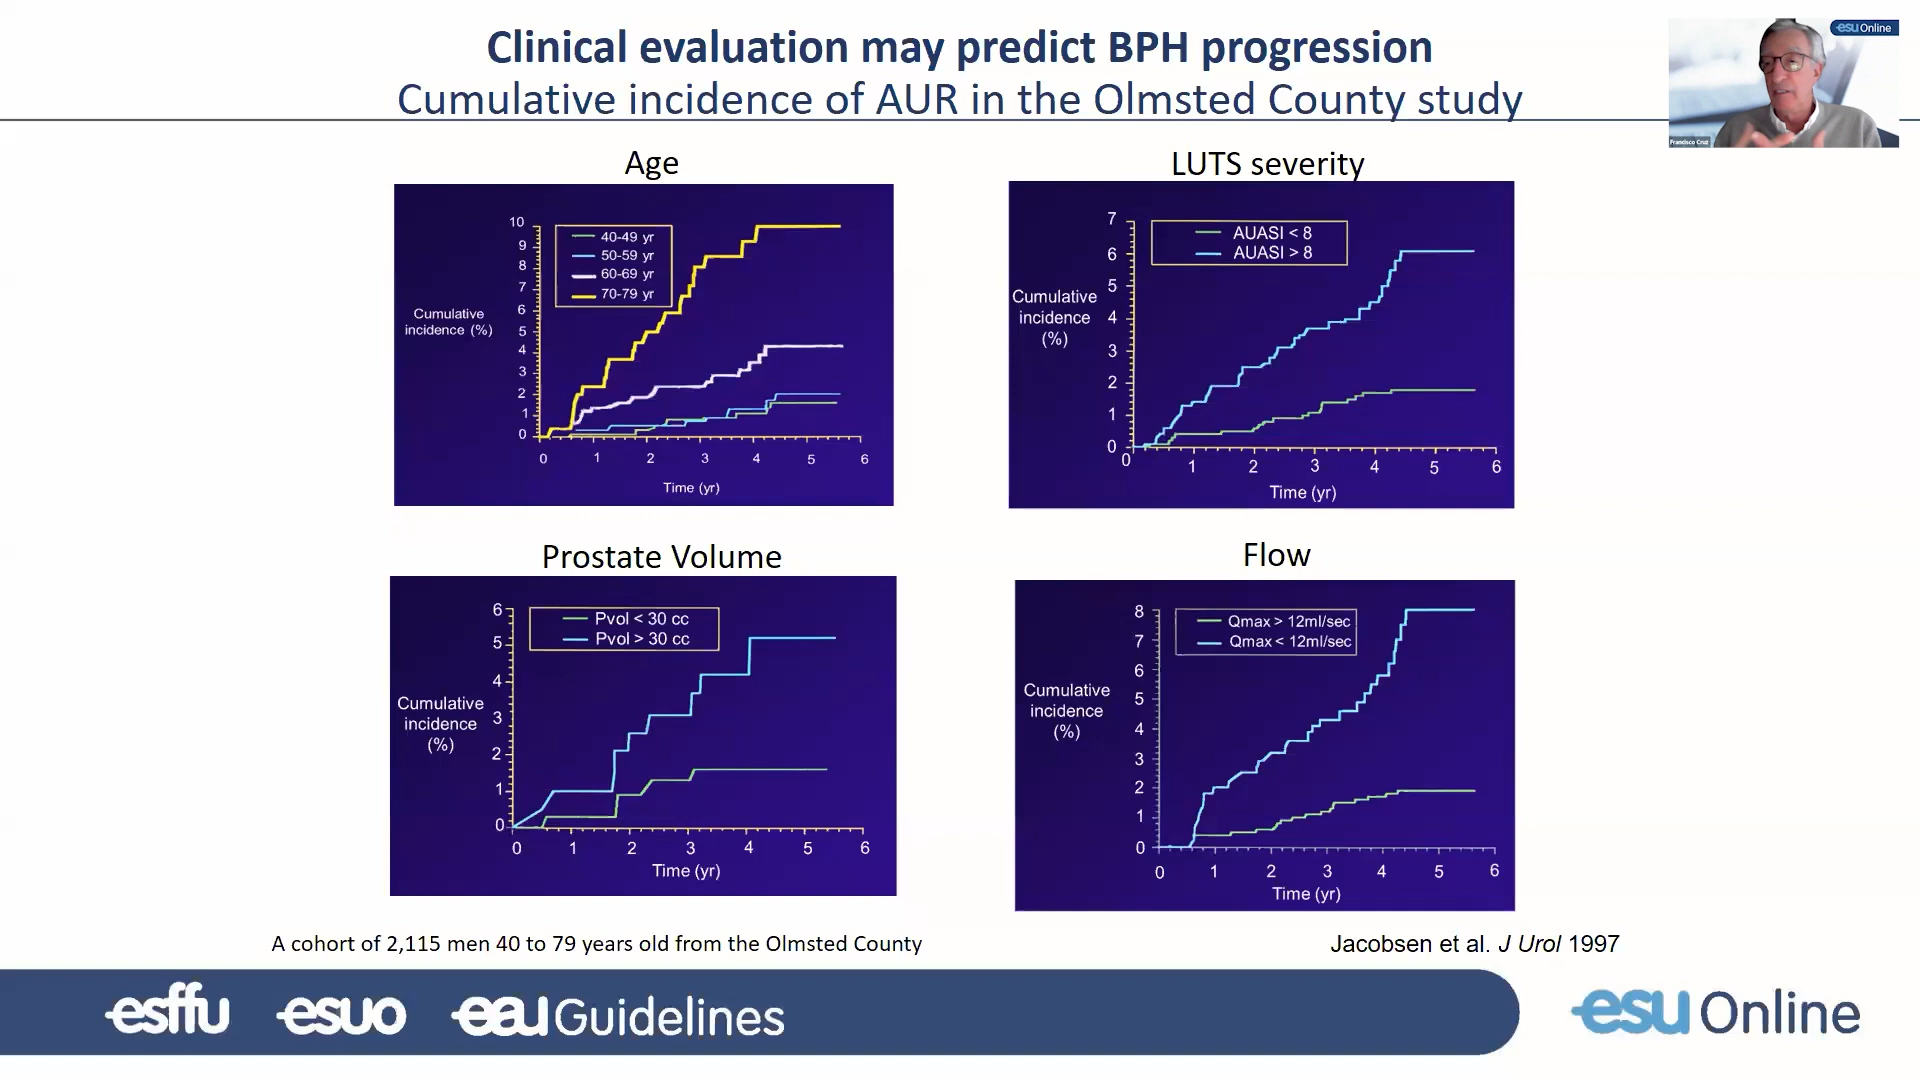 Clinical evaluation may predict BPH progression
Cumulative incidence of AUR in the Olmsted County study
esu Online
Francisco Cruz
Age
10
9
8
7
6
5
4
3
2
1
0
40-49 yr
50-59 yr
60-69 yr
70-79 yr
Cumulative
incidence (%)
0 1 2 3 4 5 6
Time (yr)
LUTS severity
7
6
5
4
3
2
1
0
AUASI < 8
AUASI > 8
Cumulative
incidence
(%)
0 1 2 3 4 5 6
Time (yr)
Prostate Volume
6
5
4
3
2
1
0
Pvol < 30 cc
Pvol > 30 cc
Cumulative
incidence
(%)
0 1 2 3 4 5 6
Time (yr)
Flow
8
7
6
5
4
3
2
1
0
Qmax > 12ml/sec
Qmax < 12ml/sec
Cumulative
incidence
(%)
0 1 2 3 4 5 6
Time (yr)
A cohort of 2,115 men 40 to 79 years old from the Olmsted County
Jacobsen et al. J Urol 1997
esffu esuo eau Guidelines
esu Online